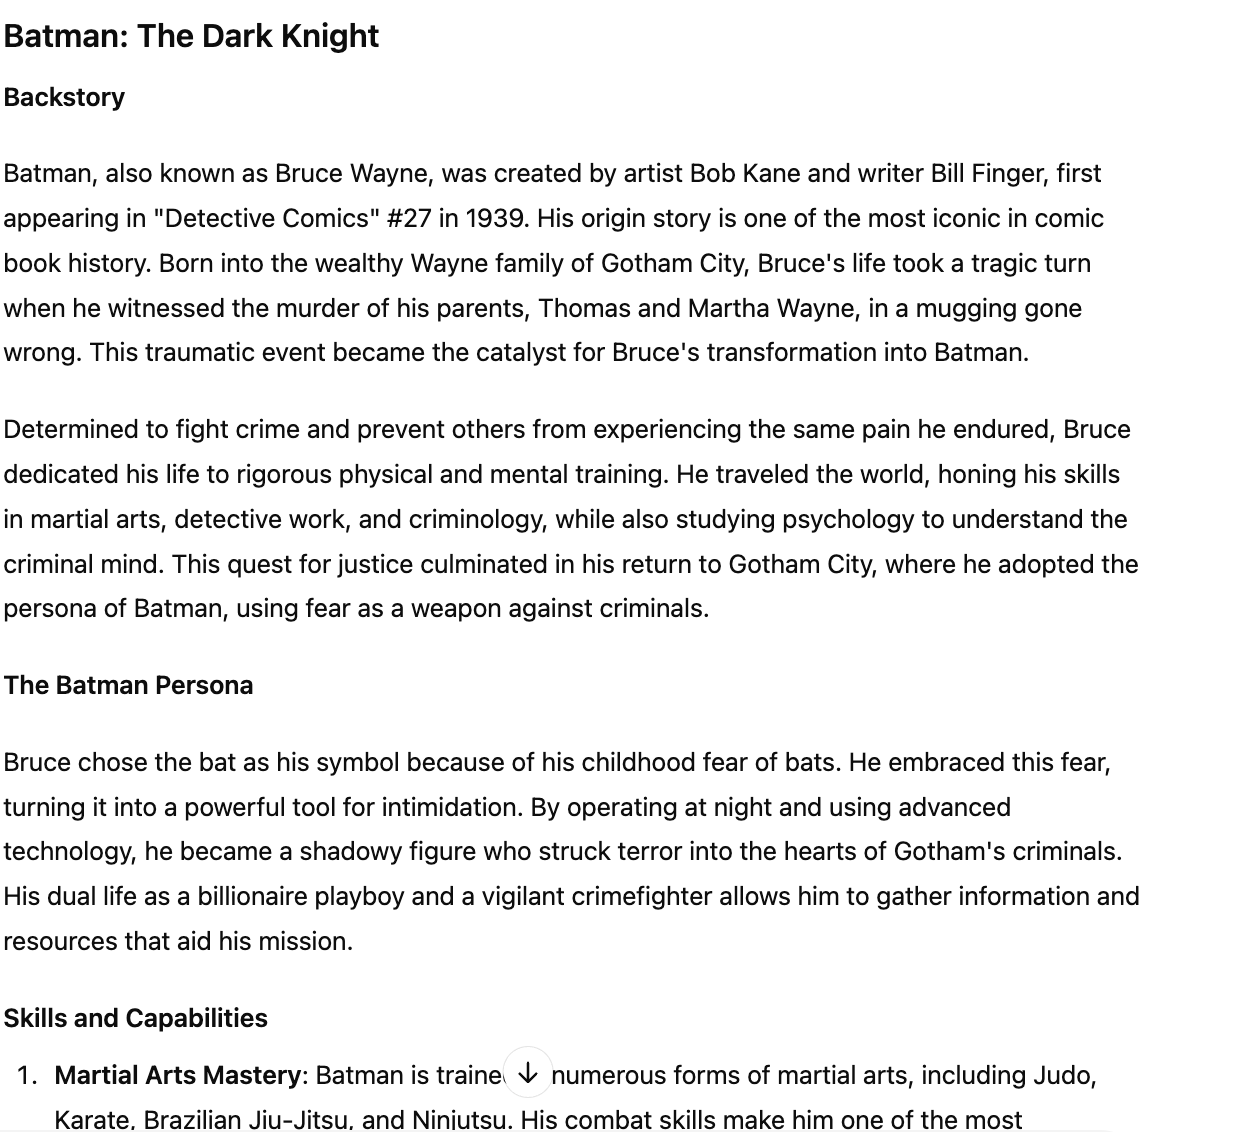 Batman: The Dark Knight
Backstory
Batman, also known as Bruce Wayne, was created by artist Bob Kane and writer Bill Finger, first
appearing in "Detective Comics" #27 in 1939. His origin story is one of the most iconic in comic
book history. Born into the wealthy Wayne family of Gotham City, Bruce's life took a tragic turn
when he witnessed the murder of his parents, Thomas and Martha Wayne, in a mugging gone
wrong. This traumatic event became the catalyst for Bruce's transformation into Batman.
Determined to fight crime and prevent others from experiencing the same pain he endured, Bruce
dedicated his life to rigorous physical and mental training. He traveled the world, honing his skills
in martial arts, detective work, and criminology, while also studying psychology to understand the
criminal mind. This quest for justice culminated in his return to Gotham City, where he adopted the
persona of Batman, using fear as a weapon against criminals.
The Batman Persona
Bruce chose the bat as his symbol because of his childhood fear of bats. He embraced this fear,
turning it into a powerful tool for intimidation. By operating at night and using advanced
technology, he became a shadowy figure who struck terror into the hearts of Gotham's criminals.
His dual life as a billionaire playboy and a vigilant crimefighter allows him to gather information and
resources that aid his mission.
Skills and Capabilities
1. Martial Arts Mastery: Batman is traine numerous forms of martial arts, including Judo,
Karate, Brazilian Jiu-Jitsu, and Ninjutsu. His combat skills make him one of the most